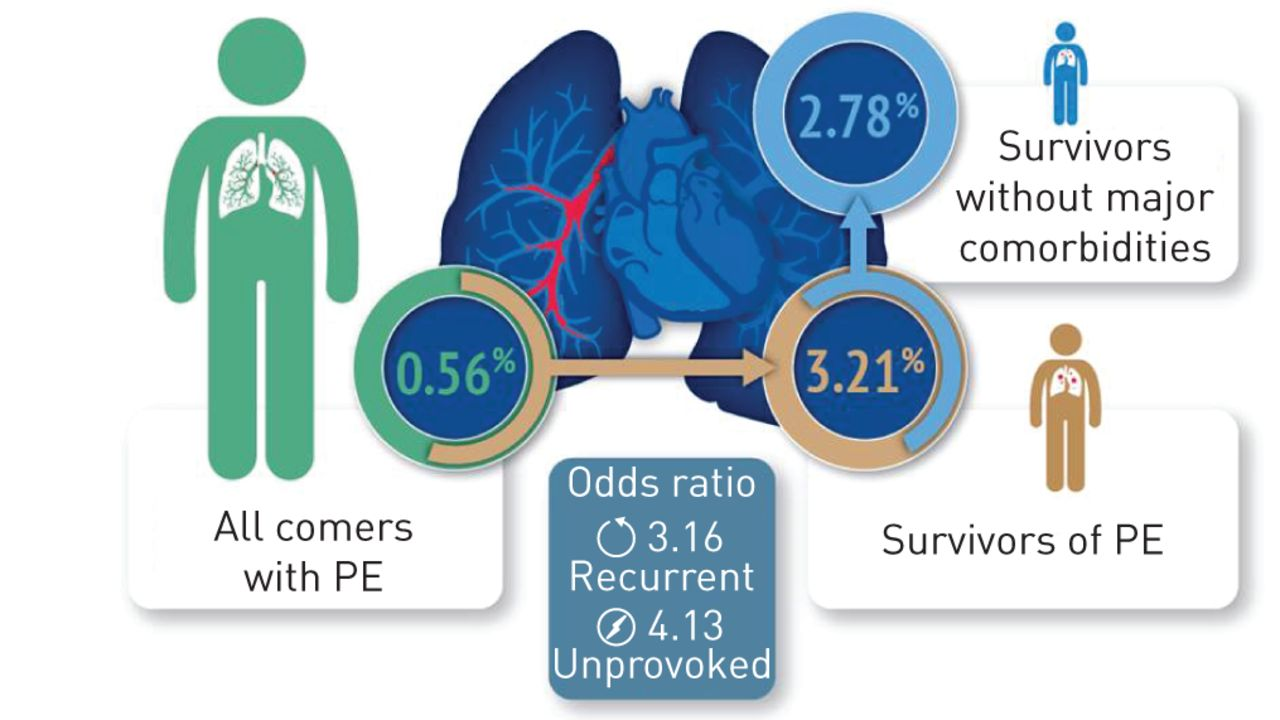 2.78%
Survivors
without major
comorbidities
0.56%
3.21%
All comers
with PE
Odds ratio
3.16
Recurrent
4.13
Unprovoked
Survivors of PE